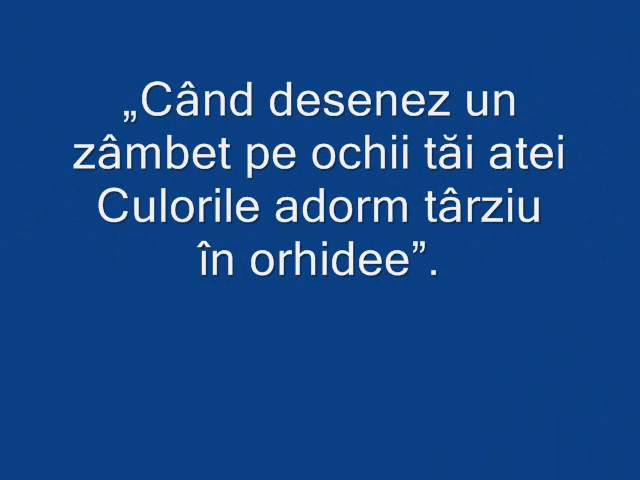 „Când desenez un
zâmbet pe ochii tăi atei
Culorile adorm târziu
în orhidee”.